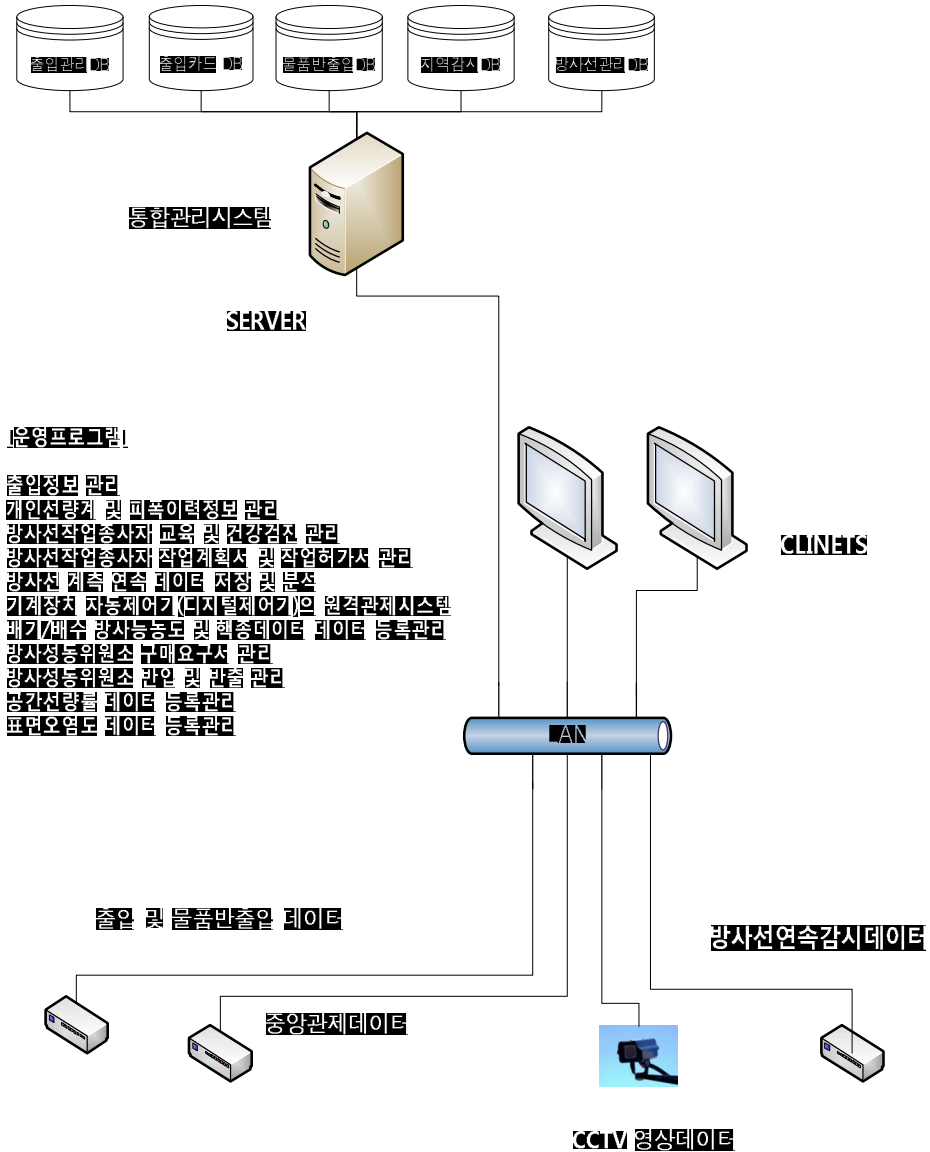 출입관리 DB
출입카드 DB
물품반출입 DB
지역감시 DB
방사선관리 DB
통합관리시스템
SERVER
[운영프로그램]
출입정보 관리
개인선량계 및 피폭이력정보 관리
방사선작업종사자 교육 및 건강검진 관리
방사선작업종사자 작업계획서 및 작업허가서 관리
방사선 계측 연속 데이터 저장 및 분석
기계장치 자동제어기(디지털제어기)의 원격관제시스템
배기/배수 방사능농도 및 핵종데이터 데이터 등록관리
방사성동위원소 구매요구서 관리
방사성동위원소 반입 및 반출 관리
공간선량률 데이터 등록관리
표면오염도 데이터 등록관리
CLINETS
LAN
출입 및 물품반출입 데이터
방사선연속감시데이터
중앙관제데이터
CCTV 영상데이터